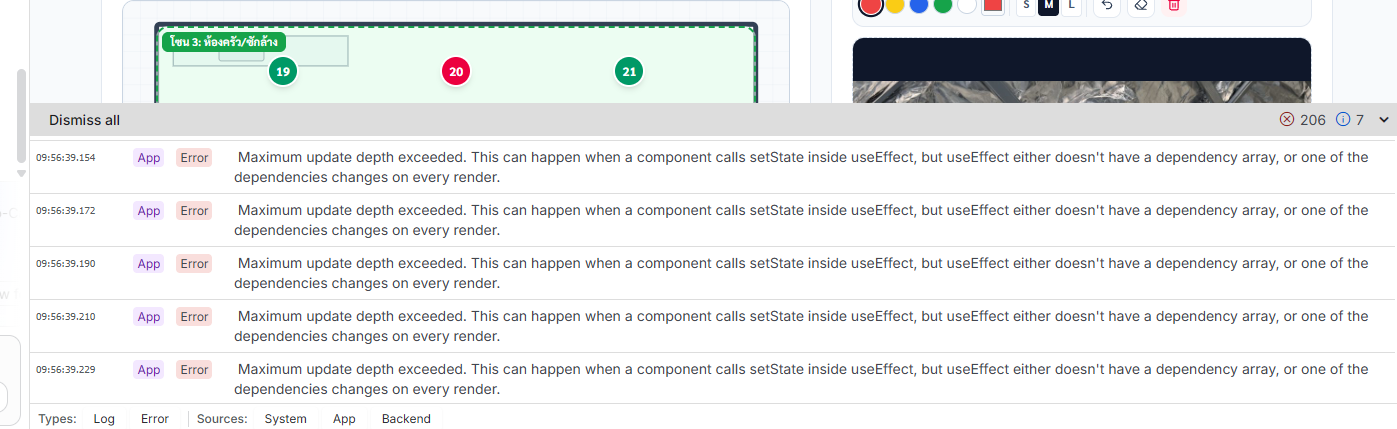 โซน 3: ห้องครัว/ซักล้าง
19
20
21
S
M
L
Dismiss all
206
7
09:56:39.154 App Error Maximum update depth exceeded. This can happen when a component calls setState inside useEffect, but useEffect either doesn't have a dependency array, or one of the
dependencies changes on every render.
09:56:39.172 App Error Maximum update depth exceeded. This can happen when a component calls setState inside useEffect, but useEffect either doesn't have a dependency array, or one of the
dependencies changes on every render.
09:56:39.190 App Error Maximum update depth exceeded. This can happen when a component calls setState inside useEffect, but useEffect either doesn't have a dependency array, or one of the
dependencies changes on every render.
09:56:39.210 App Error Maximum update depth exceeded. This can happen when a component calls setState inside useEffect, but useEffect either doesn't have a dependency array, or one of the
dependencies changes on every render.
09:56:39.229 App Error Maximum update depth exceeded. This can happen when a component calls setState inside useEffect, but useEffect either doesn't have a dependency array, or one of the
dependencies changes on every render.
Types: Log Error Sources: System App Backend